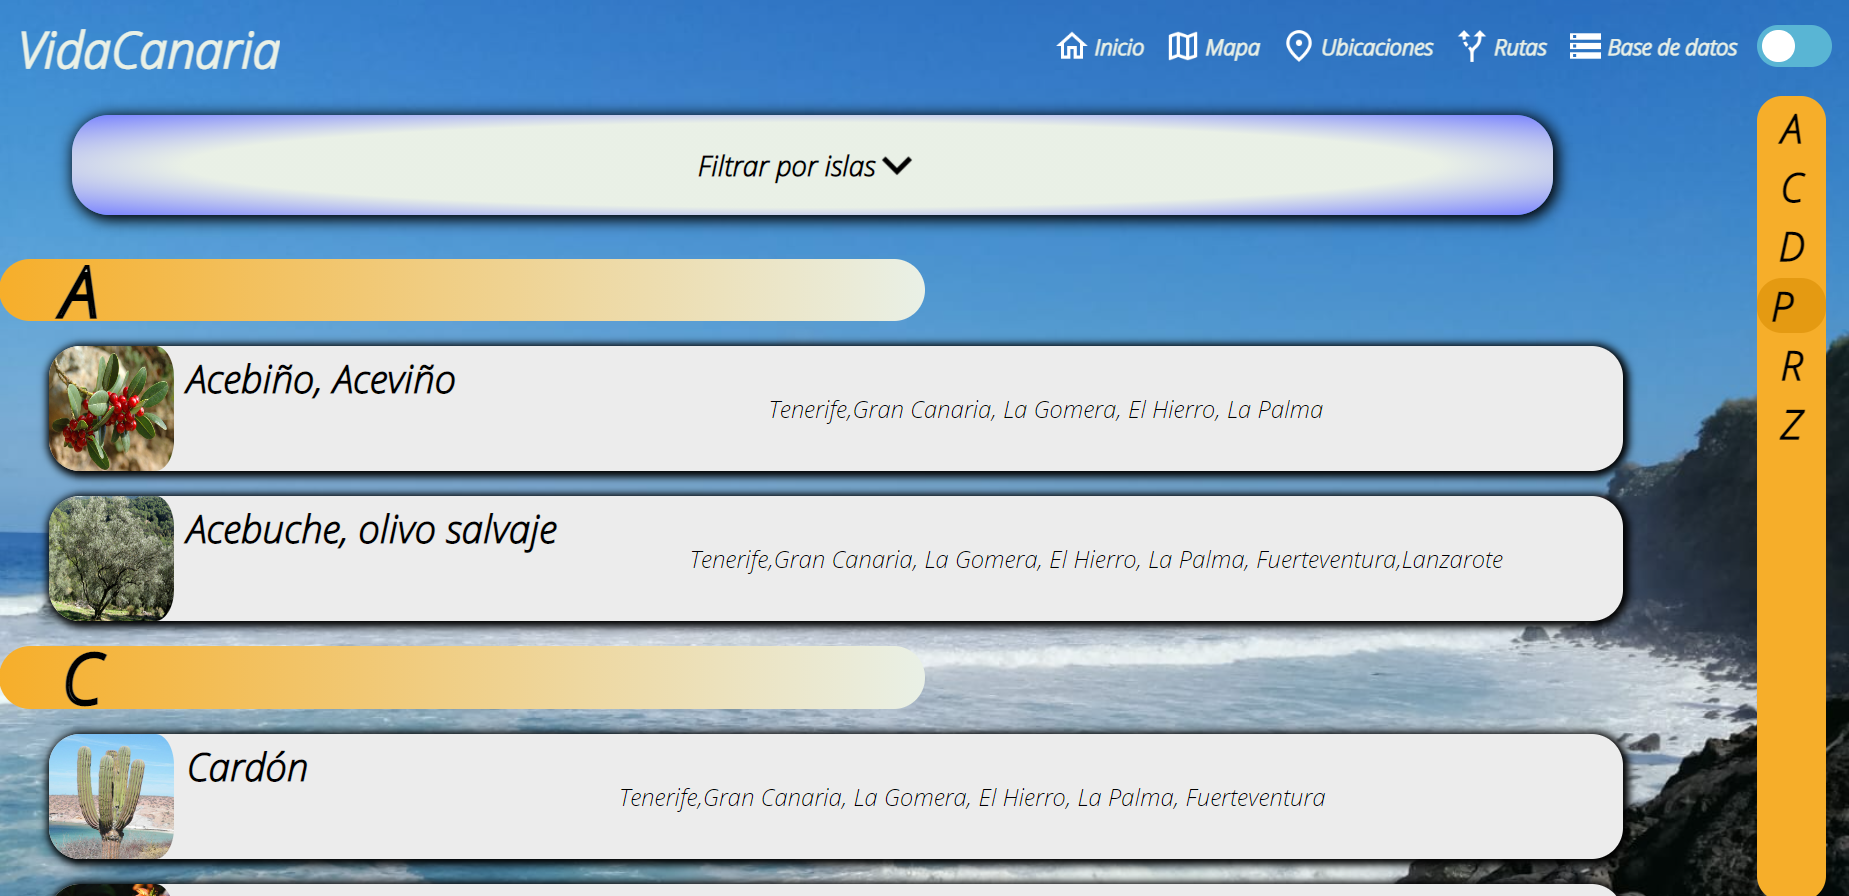 VidaCanaria
Inicio Mapa Ubicaciones Rutas Base de datos
Filtrar por islas
A
Acebiño, Aceviño
Tenerife,Gran Canaria, La Gomera, El Hierro, La Palma
Acebuche, olivo salvaje
Tenerife,Gran Canaria, La Gomera, El Hierro, La Palma, Fuerteventura,Lanzarote
C
Cardón
Tenerife,Gran Canaria, La Gomera, El Hierro, La Palma, Fuerteventura
A
C
D
P
R
Z